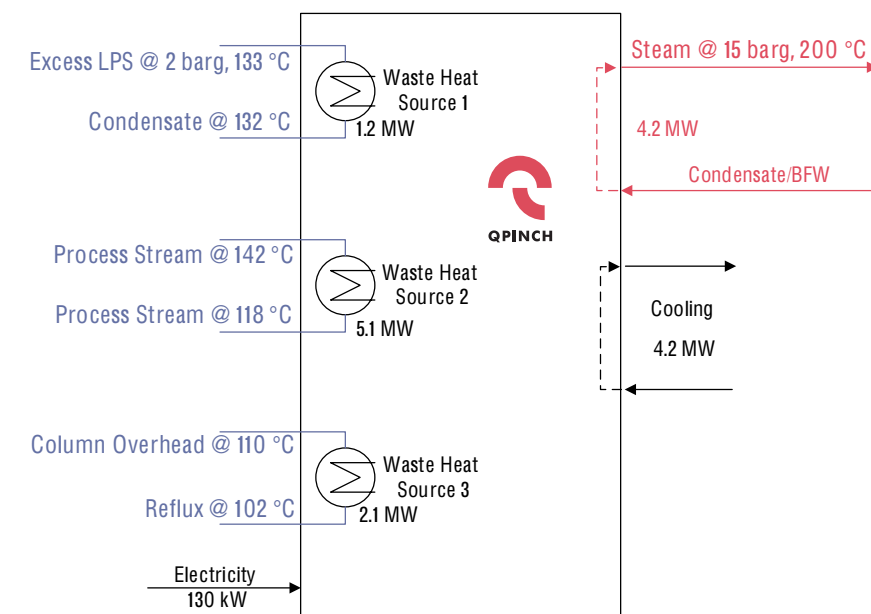 Excess LPS @ 2 barg, 133 °C
Waste Heat
Source 1
1.2 MW
Condensate @ 132 °C
Steam @ 15 barg, 200 °C
4.2 MW
Condensate/BFW
QPINCH
Process Stream @ 142 °C
Waste Heat
Source 2
5.1 MW
Process Stream @ 118 °C
Cooling
4.2 MW
Column Overhead @ 110 °C
Waste Heat
Source 3
2.1 MW
Reflux @ 102 °C
Electricity
130 kW